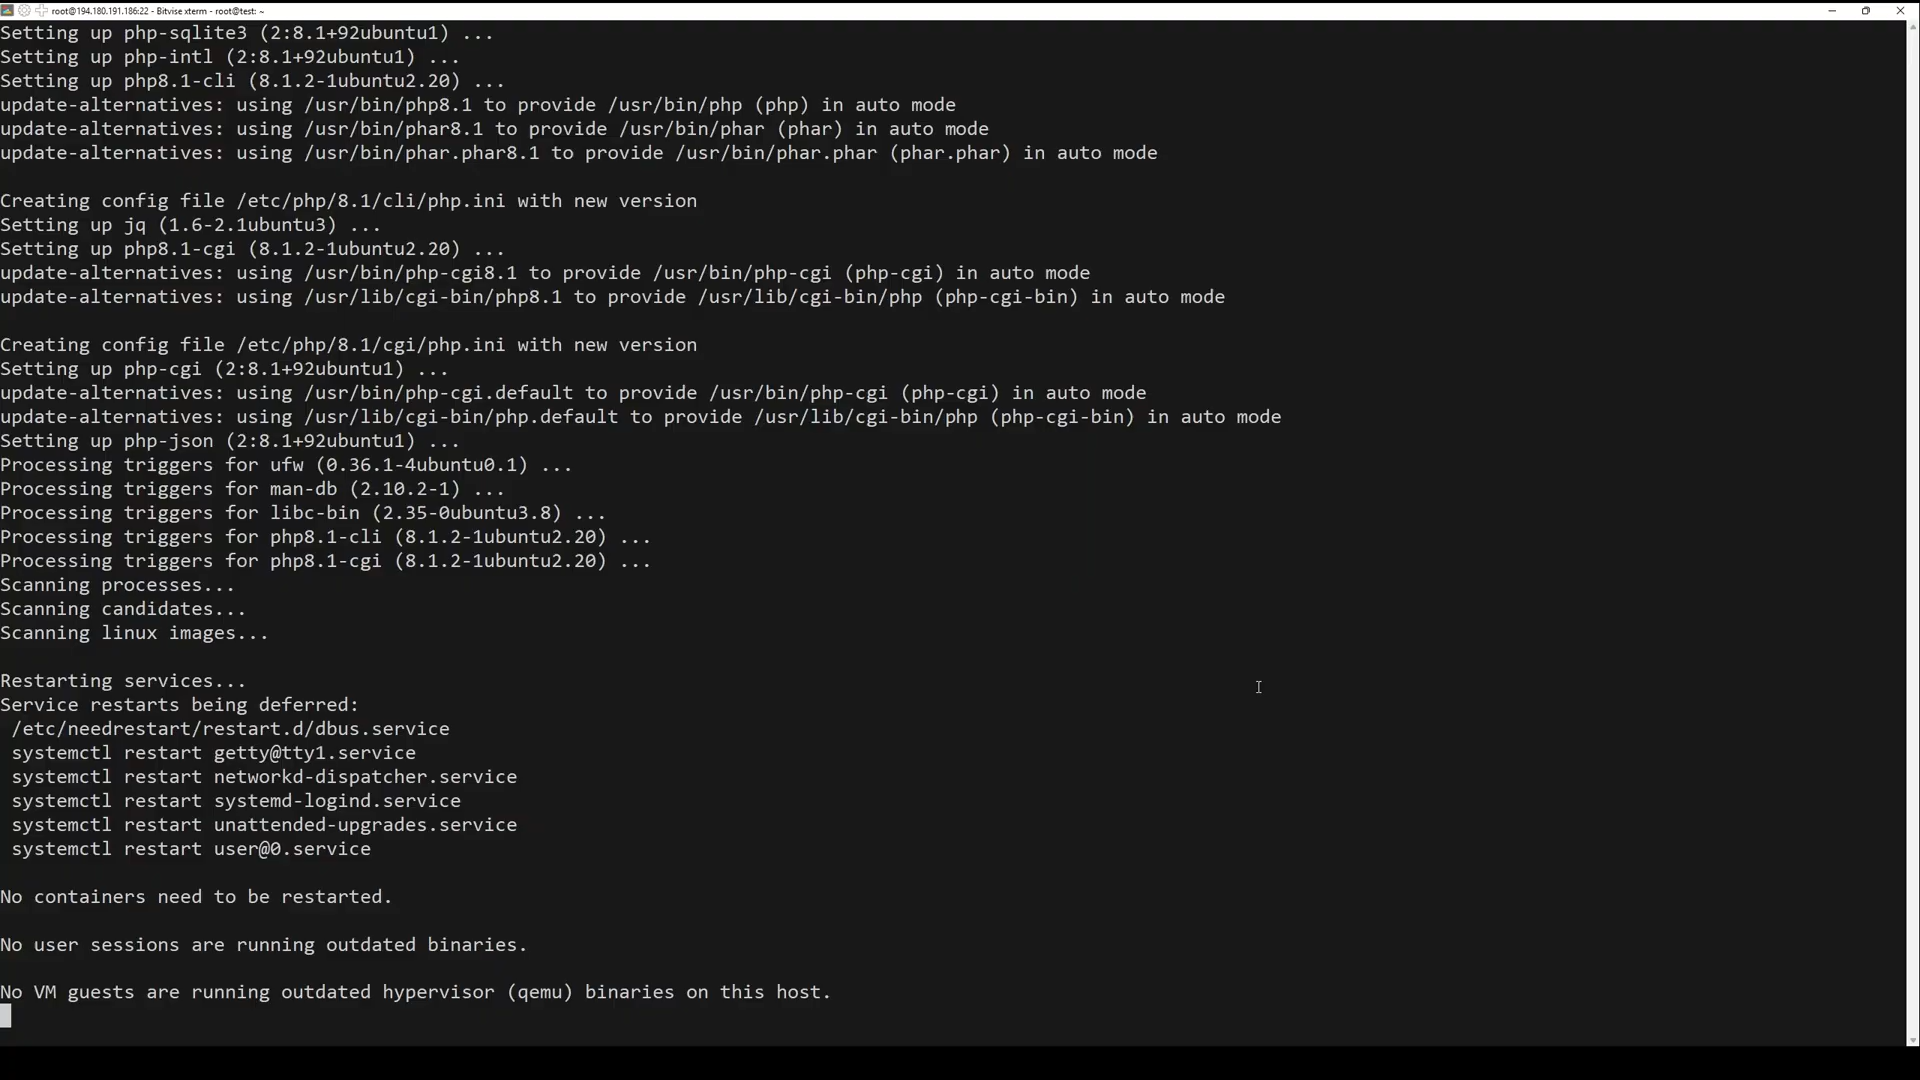 root@194.180.191.186:22 - Bitvise xterm - root@test: ~
Setting up php-sqlite3 (2:8.1+92ubuntu1) ...
Setting up php-intl (2:8.1+92ubuntu1) ...
Setting up php8.1-cli (8.1.2-1ubuntu2.20) ...
update-alternatives: using /usr/bin/php8.1 to provide /usr/bin/php (php) in auto mode
update-alternatives: using /usr/bin/phar8.1 to provide /usr/bin/phar (phar) in auto mode
update-alternatives: using /usr/bin/phar.phar8.1 to provide /usr/bin/phar.phar (phar.phar) in auto mode
Creating config file /etc/php/8.1/cli/php.ini with new version
Setting up jq (1.6-2.1ubuntu3) ...
Setting up php8.1-cgi (8.1.2-1ubuntu2.20) ...
update-alternatives: using /usr/bin/php-cgi8.1 to provide /usr/bin/php-cgi (php-cgi) in auto mode
update-alternatives: using /usr/lib/cgi-bin/php8.1 to provide /usr/lib/cgi-bin/php (php-cgi-bin) in auto mode
Creating config file /etc/php/8.1/cgi/php.ini with new version
Setting up php-cgi (2:8.1+92ubuntu1) ...
update-alternatives: using /usr/bin/php-cgi.default to provide /usr/bin/php-cgi (php-cgi) in auto mode
update-alternatives: using /usr/lib/cgi-bin/php.default to provide /usr/lib/cgi-bin/php (php-cgi-bin) in auto mode
Setting up php-json (2:8.1+92ubuntu1) ...
Processing triggers for ufw (0.36.1-4ubuntu0.1) ...
Processing triggers for man-db (2.10.2-1) ...
Processing triggers for libc-bin (2.35-0ubuntu3.8) ...
Processing triggers for php8.1-cli (8.1.2-1ubuntu2.20) ...
Processing triggers for php8.1-cgi (8.1.2-1ubuntu2.20) ...
Scanning processes...
Scanning candidates...
Scanning linux images...
Restarting services...
Service restarts being deferred:
/etc/needrestart/restart.d/dbus.service
systemctl restart getty@tty1.service
systemctl restart networkd-dispatcher.service
systemctl restart systemd-logind.service
systemctl restart unattended-upgrades.service
systemctl restart user@0.service
No containers need to be restarted.
No user sessions are running outdated binaries.
No VM guests are running outdated hypervisor (qemu) binaries on this host.